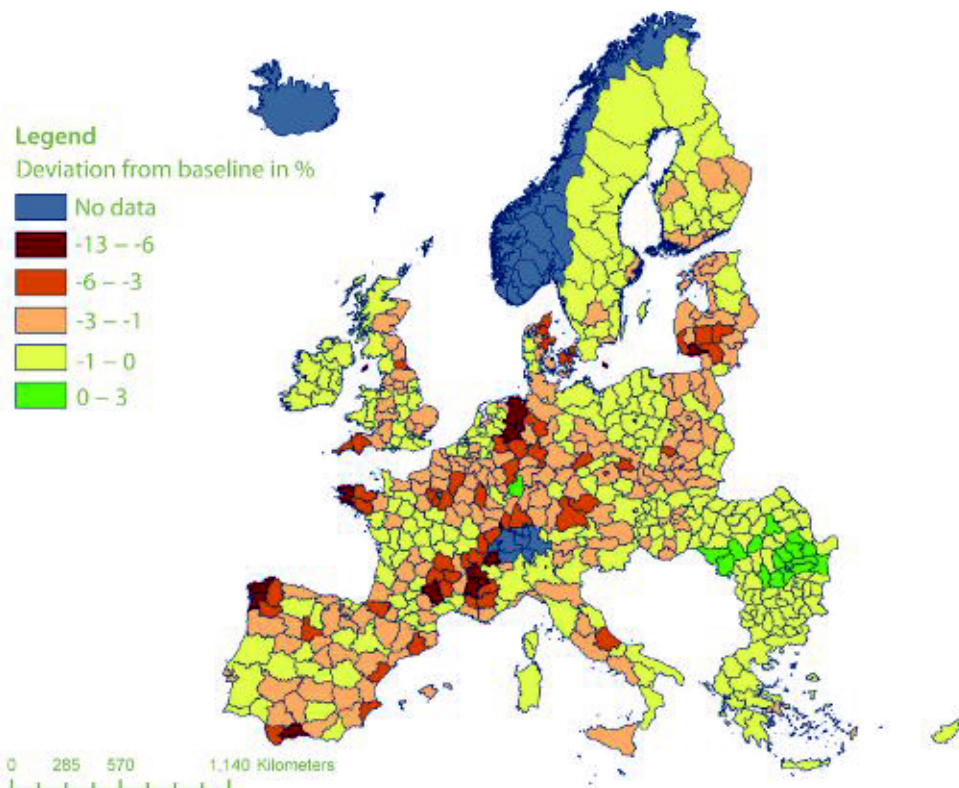 Legend
Deviation from baseline in %
No data
-13 – -6
-6 – -3
-3 – -1
-1 – 0
0 – 3
0 285 570 1,140 Kilometers